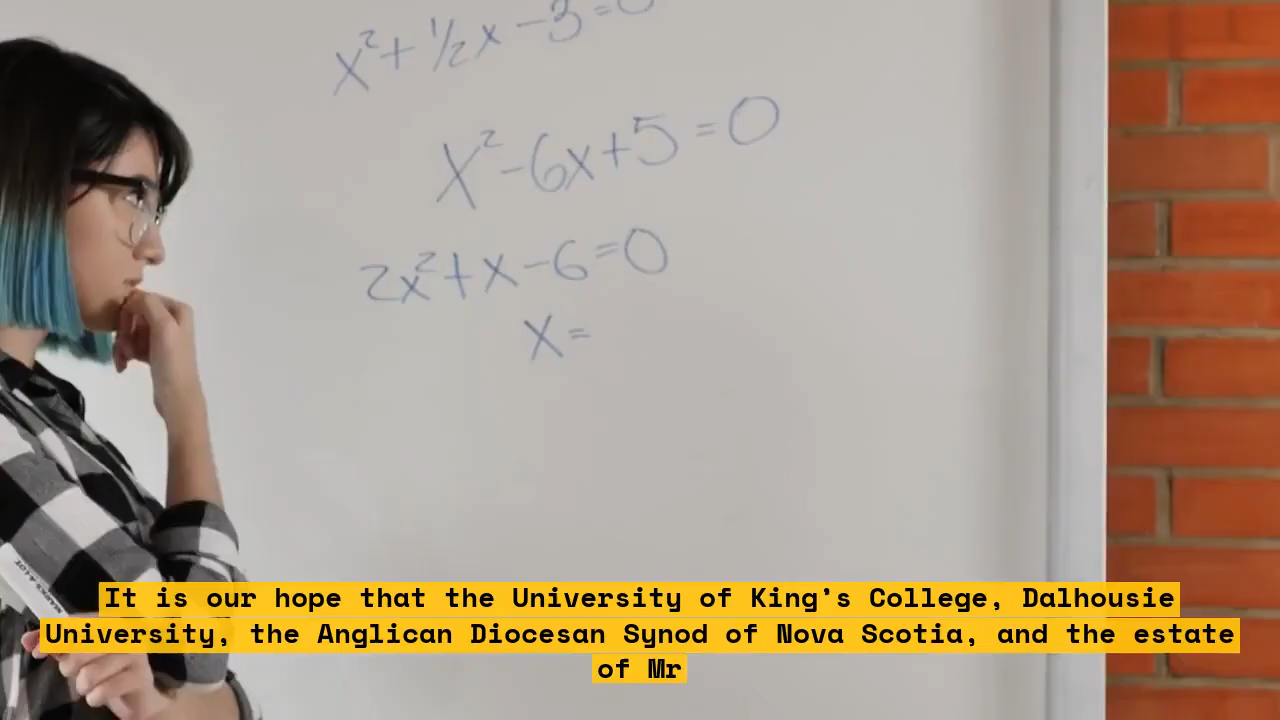 x²+½x-3=0
x²-6x+5=0
2x²+x-6=0
x=
It is our hope that the University of King's College, Dalhousie
University, the Anglican Diocesan Synod of Nova Scotia, and the estate
of Mr